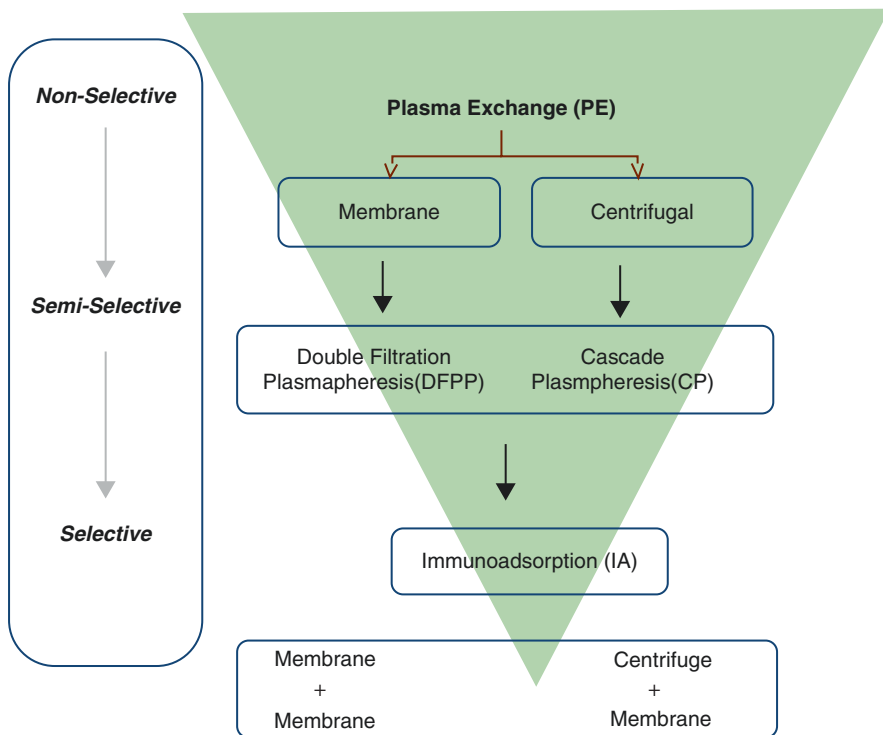 Non-Selective
Semi-Selective
Selective
Plasma Exchange (PE)
Membrane
Centrifugal
Double Filtration
Plasmapheresis(DFPP)
Cascade
Plasmpheresis(CP)
Immunoadsorption (IA)
Membrane
+
Membrane
Centrifuge
+
Membrane